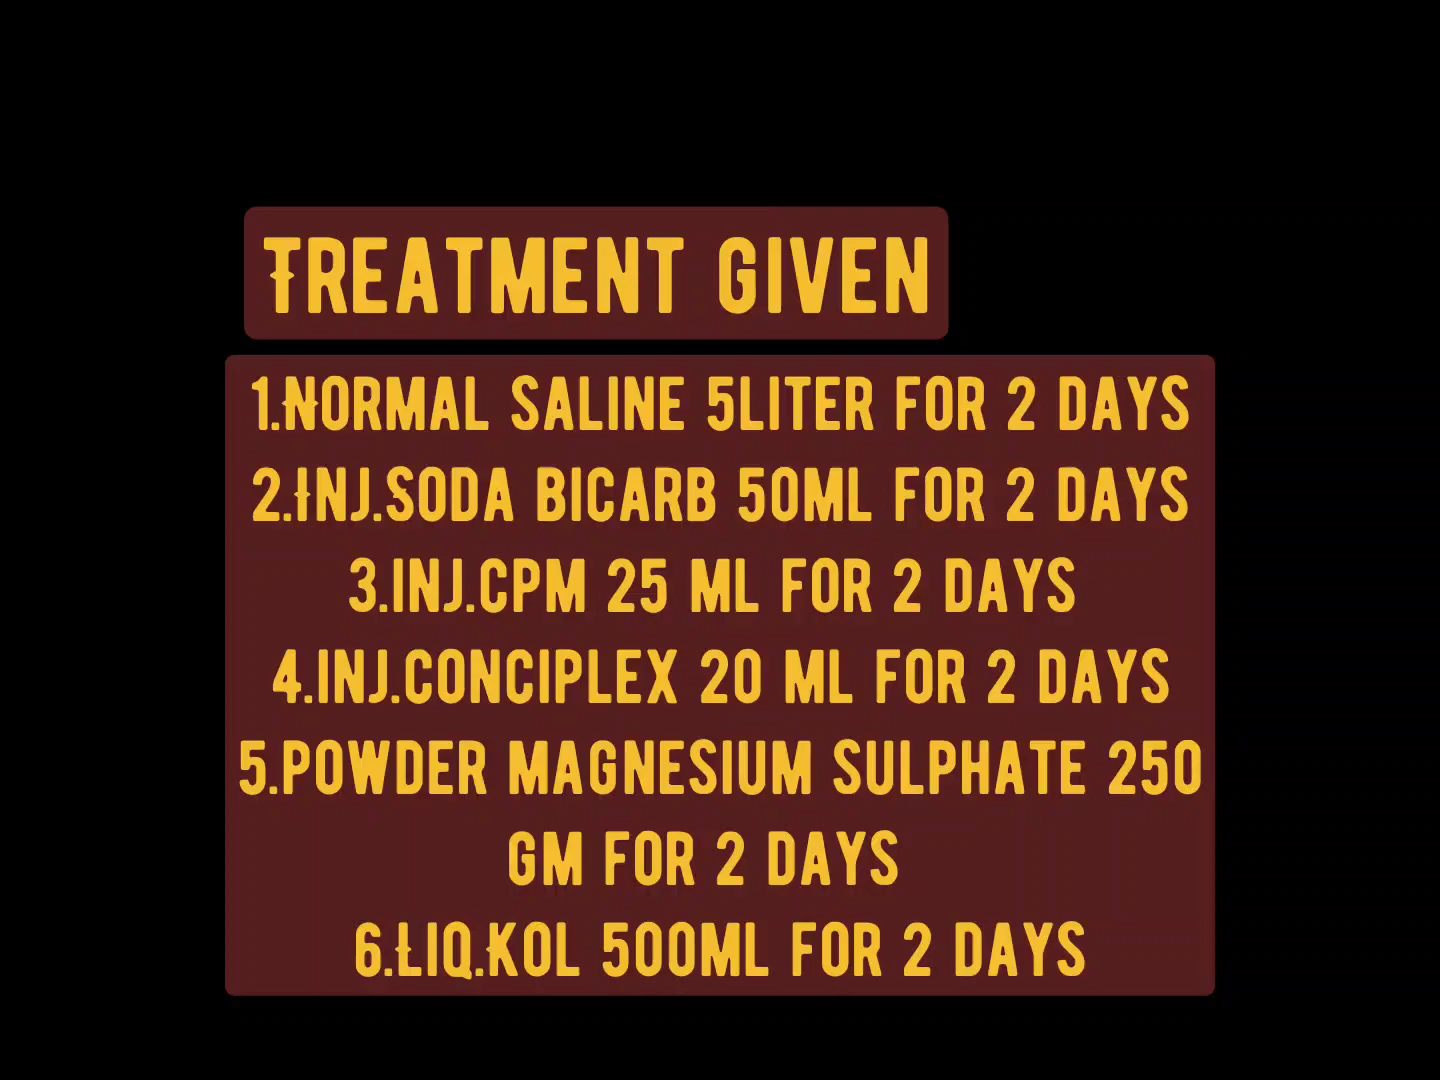 Treatment given
1.Normal saline 5liter for 2 days
2.Inj.Soda bicarb 50ml for 2 days
3.inj.cpm 25 ml for 2 days
4.inj.conciplex 20 ml for 2 days
5.powder magnesium sulphate 250
gm for 2 days
6.Liq.Kol 500ml for 2 days